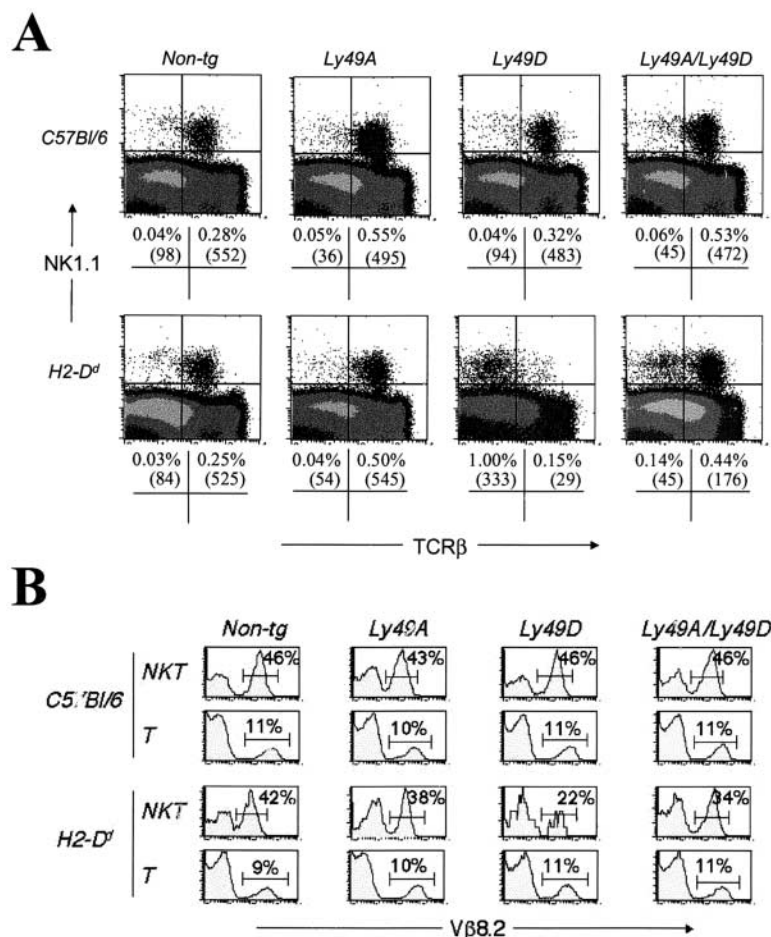 A
Non-tg Ly49A Ly49D Ly49A/Ly49D
C57Bl/6
0.04% 0.28% 0.05% 0.55% 0.04% 0.32% 0.06% 0.53%
(98) (552) (36) (495) (94) (483) (45) (472)
NK1.1
H2-Dᵈ
0.03% 0.25% 0.04% 0.50% 1.00% 0.15% 0.14% 0.44%
(84) (525) (54) (545) (333) (29) (45) (176)
TCRβ
B
Non-tg Ly49A Ly49D Ly49A/Ly49D
C57Bl/6
NKT 46% 43% 46% 46%
T 11% 10% 11% 11%
H2-Dᵈ
NKT 42% 38% 22% 34%
T 9% 10% 11% 11%
Vβ8.2